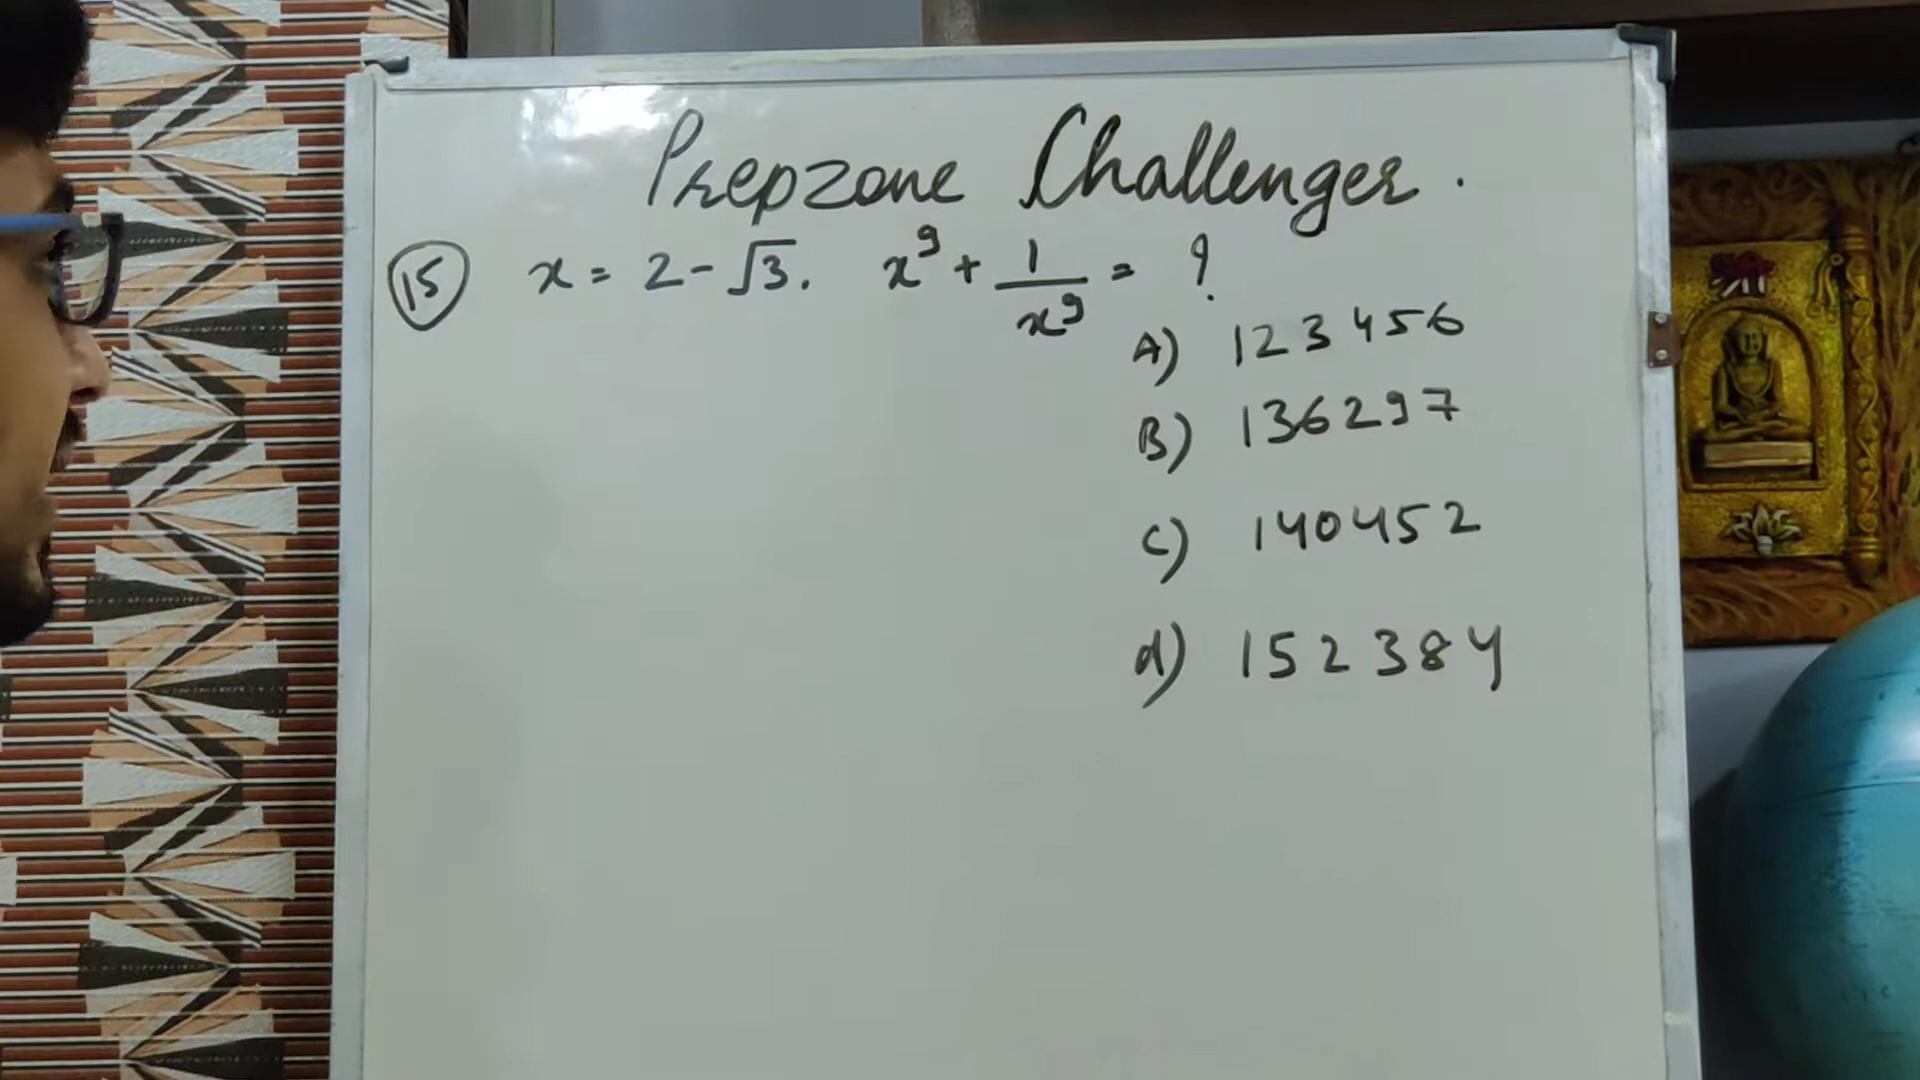 Prepzone Challenger.
15 x = 2 - √3. x⁹ + 1/x⁹ = ?
A) 123456
B) 136297
C) 140452
d) 152384